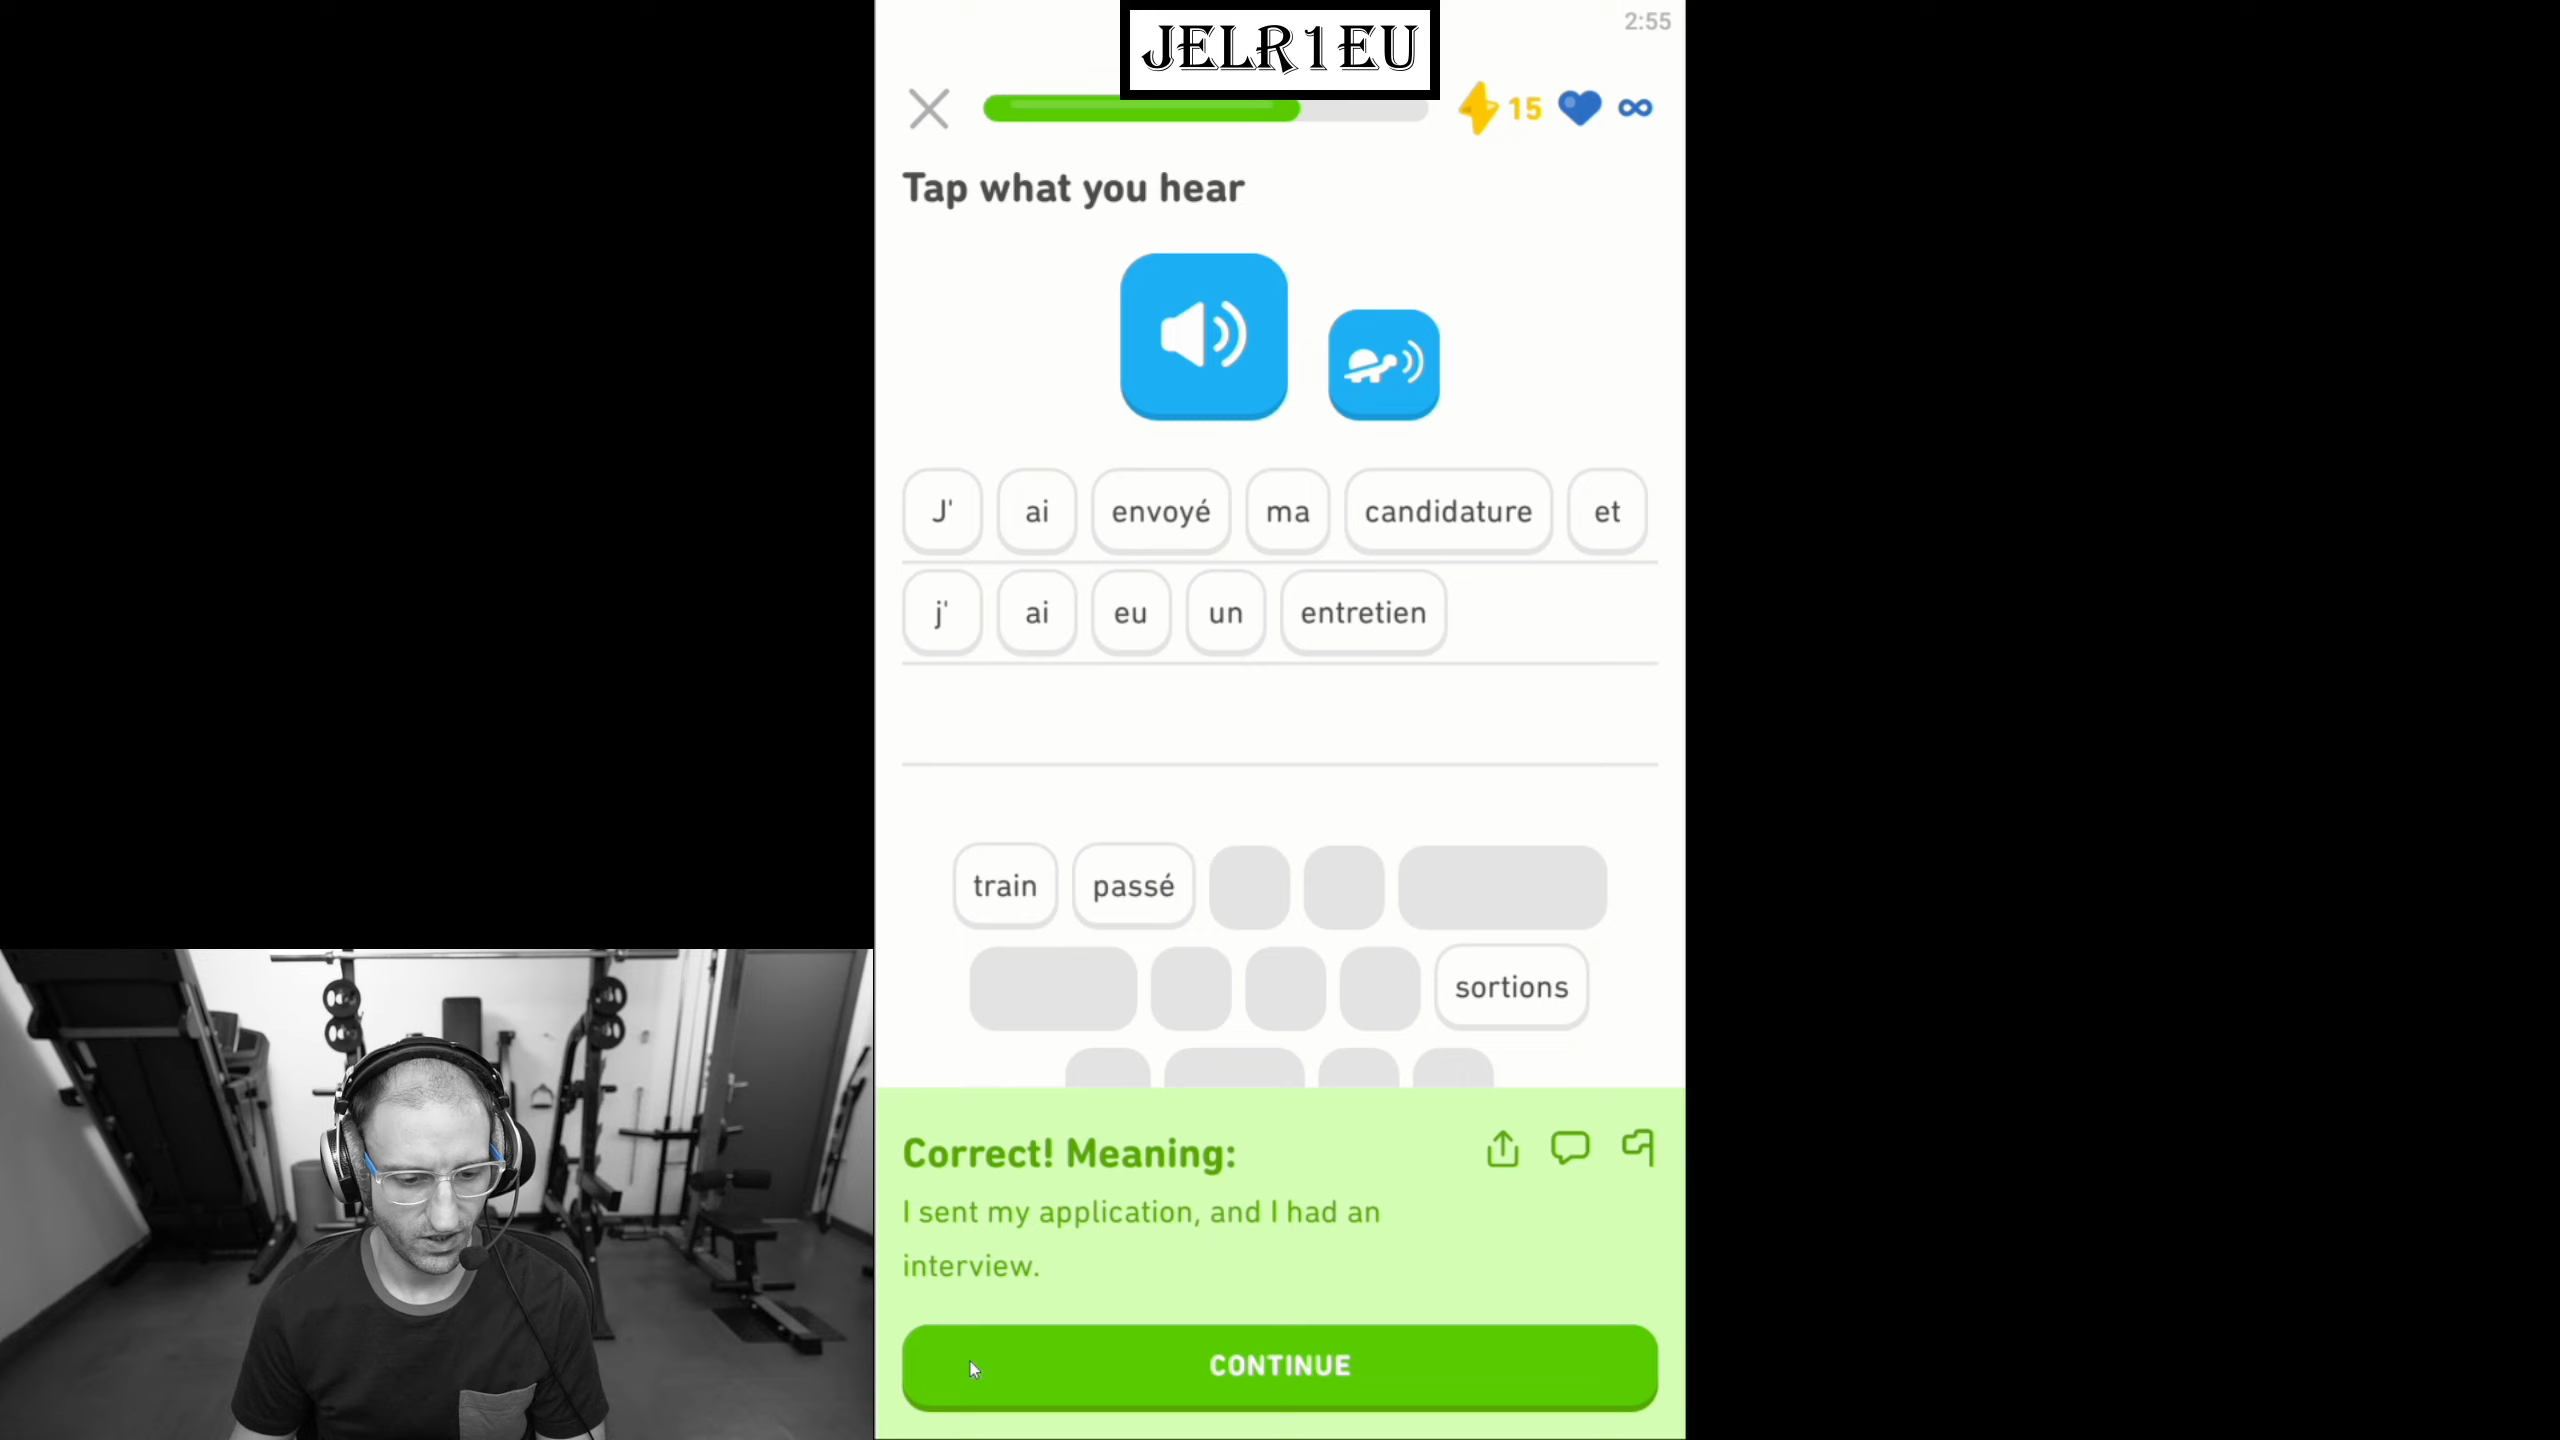 JELR1EU
2:55
15
Tap what you hear
J' ai envoyé ma candidature et
j' ai eu un entretien
train passé
sortions
Correct! Meaning:
I sent my application, and I had an
interview.
CONTINUE